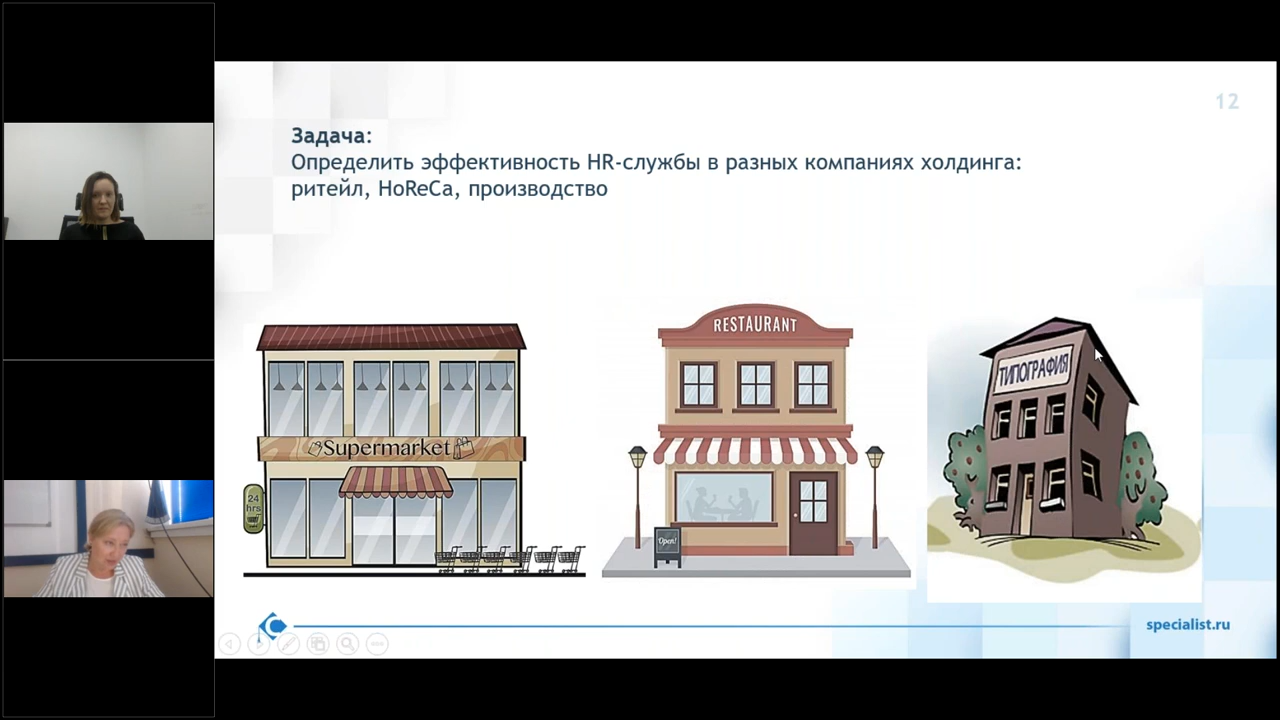 12
Задача:
Определить эффективность HR-службы в разных компаниях холдинга:
ритейл, HoReCa, производство
RESTAURANT
ТИПОГРАФИЯ
Supermarket
24
hrs
Open!
specialist.ru